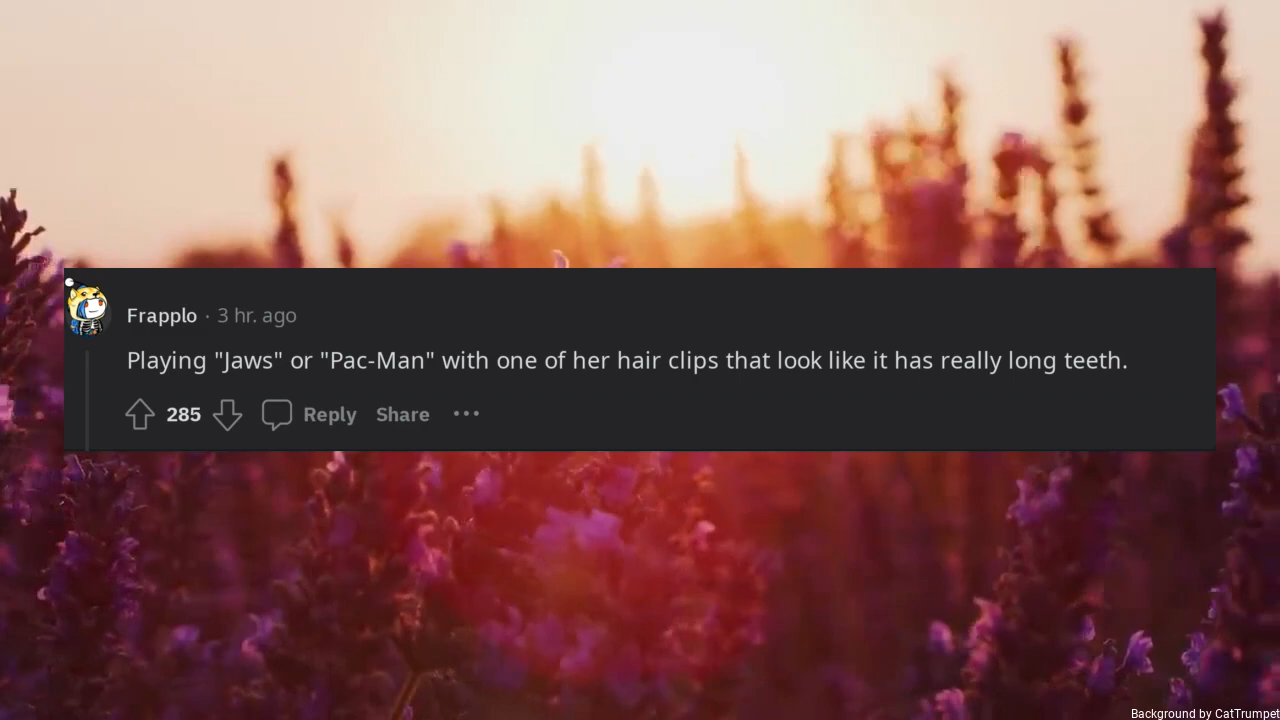 Frapplo · 3 hr. ago
Playing "Jaws" or "Pac-Man" with one of her hair clips that look like it has really long teeth.
285 Reply Share ···
Background by CatTrumpet